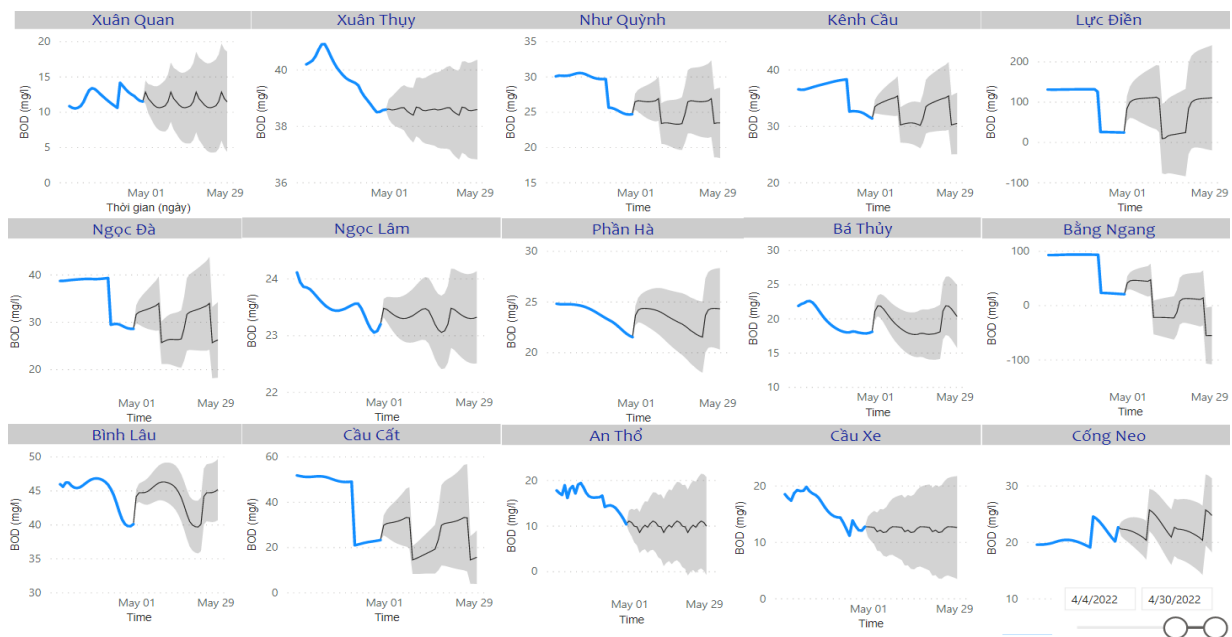 Xuân Quan
20
15
10
5
0
BOD (mg/l)
May 01
May 29
Thời gian (ngày)
Xuân Thụy
40
38
36
BOD (mg/l)
May 01
May 29
Time
Như Quỳnh
35
30
25
20
15
BOD (mg/l)
May 01
May 29
Time
Kênh Cầu
40
30
20
BOD (mg/l)
May 01
May 29
Time
Lực Điền
200
100
0
-100
BOD (mg/l)
May 01
May 29
Time
Ngọc Đà
40
30
20
BOD (mg/l)
May 01
May 29
Time
Ngọc Lâm
24
23
22
BOD (mg/l)
May 01
May 29
Time
Phần Hà
30
25
20
BOD (mg/l)
May 01
May 29
Time
Bá Thủy
30
25
20
15
10
BOD (mg/l)
May 01
May 29
Time
Bằng Ngang
100
0
-100
BOD (mg/l)
May 01
May 29
Time
Bình Lâu
50
45
40
35
30
BOD (mg/l)
May 01
May 29
Time
Cầu Cất
60
40
20
0
BOD (mg/l)
May 01
May 29
Time
An Thổ
20
10
0
BOD (mg/l)
May 01
May 29
Time
Cầu Xe
20
10
0
BOD (mg/l)
May 01
May 29
Time
Cống Neo
30
20
10
BOD (mg/l)
4/4/2022
4/30/2022